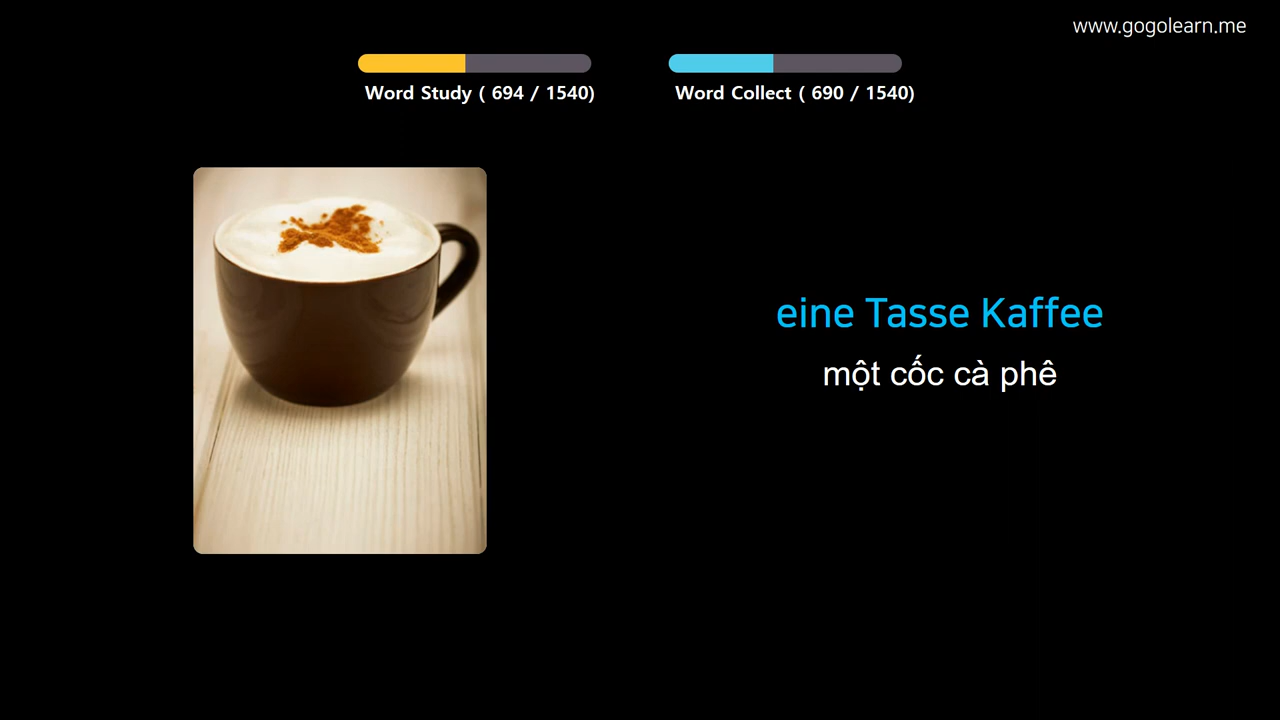 www.gogolearn.me
Word Study ( 694 / 1540)
Word Collect ( 690 / 1540)
eine Tasse Kaffee
một cốc cà phê